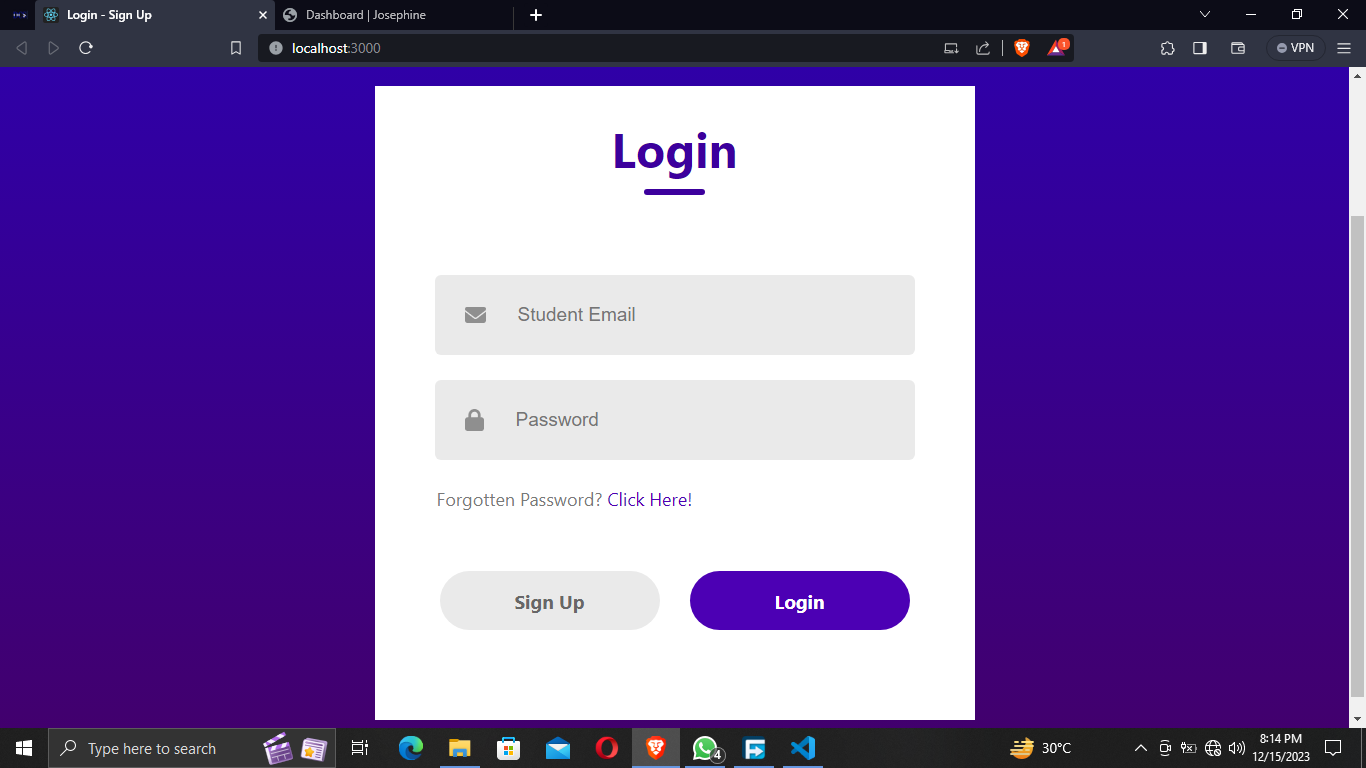 Login - Sign Up
Dashboard | Josephine
localhost:3000
1
VPN
Login
Student Email
Password
Forgotten Password? Click Here!
Sign Up
Login
Type here to search
4
30°C
8:14 PM
12/15/2023